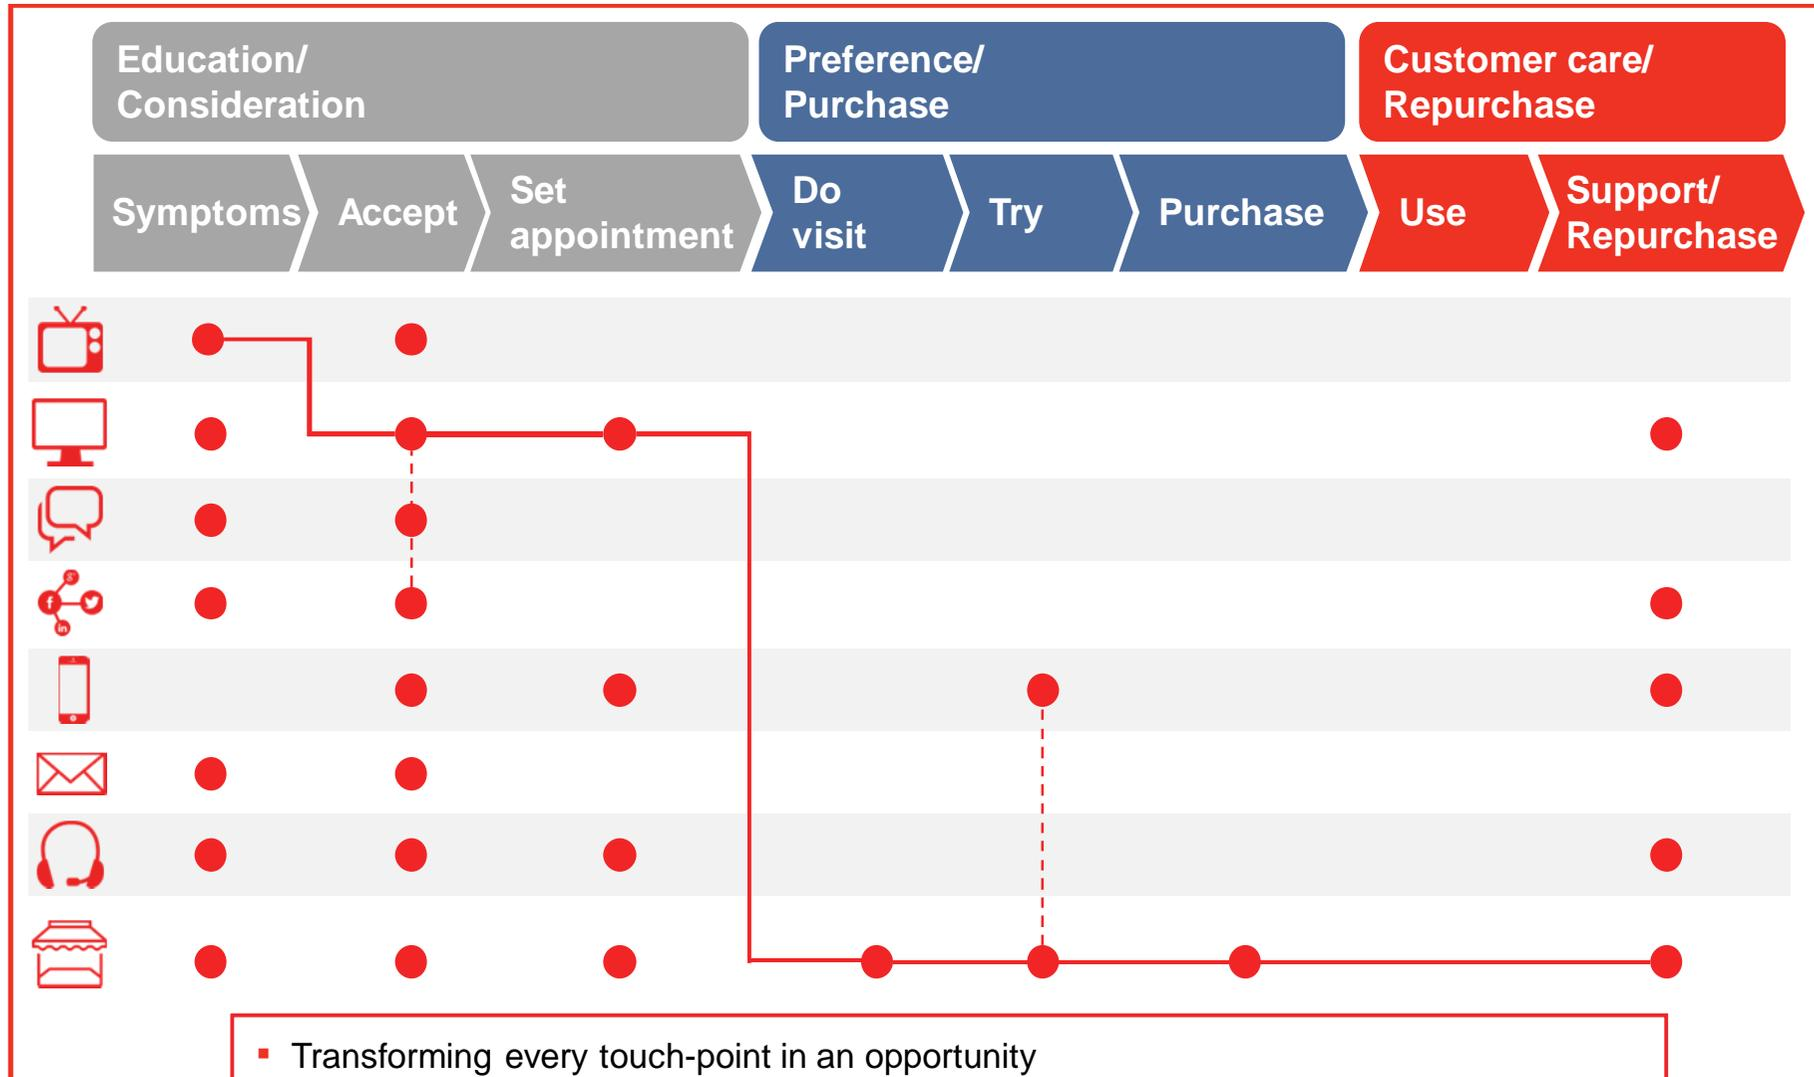 Education/
Consideration
Preference/
Purchase
Customer care/
Repurchase
Symptoms
Accept
Set
appointment
Do
visit
Try
Purchase
Use
Support/
Repurchase
g+
f
in
Transforming every touch-point in an opportunity